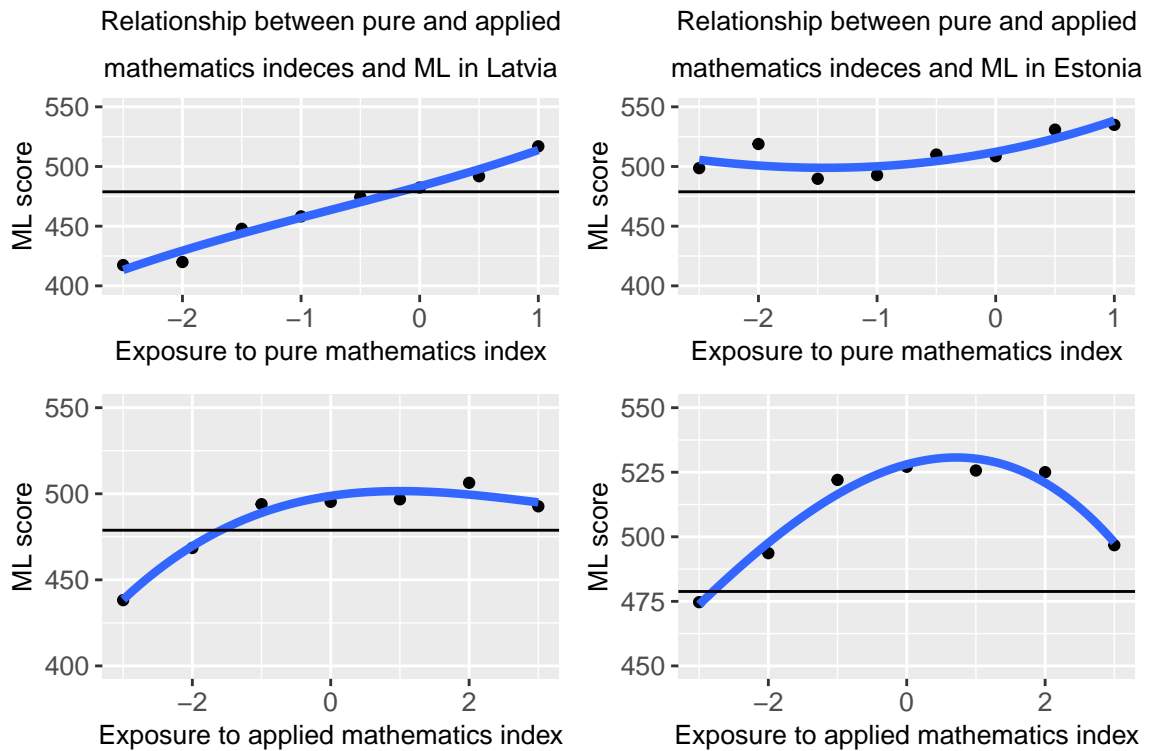 Relationship between pure and applied
mathematics indeces and ML in Latvia
550
500
450
400
ML score
−2 −1 0 1
Exposure to pure mathematics index
Relationship between pure and applied
mathematics indeces and ML in Estonia
550
500
450
400
ML score
−2 −1 0 1
Exposure to pure mathematics index
550
500
450
400
ML score
−2 0 2
Exposure to applied mathematics index
550
525
500
475
450
ML score
−2 0 2
Exposure to applied mathematics index